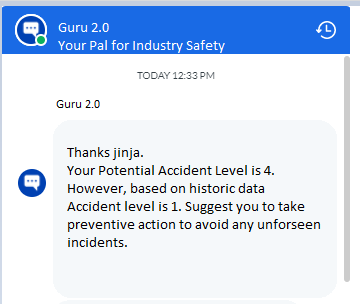 Guru 2.0
Your Pal for Industry Safety
TODAY 12:33 PM
Guru 2.0
Thanks jinja.
Your Potential Accident Level is 4.
However, based on historic data
Accident level is 1. Suggest you to take
preventive action to avoid any unforseen
incidents.